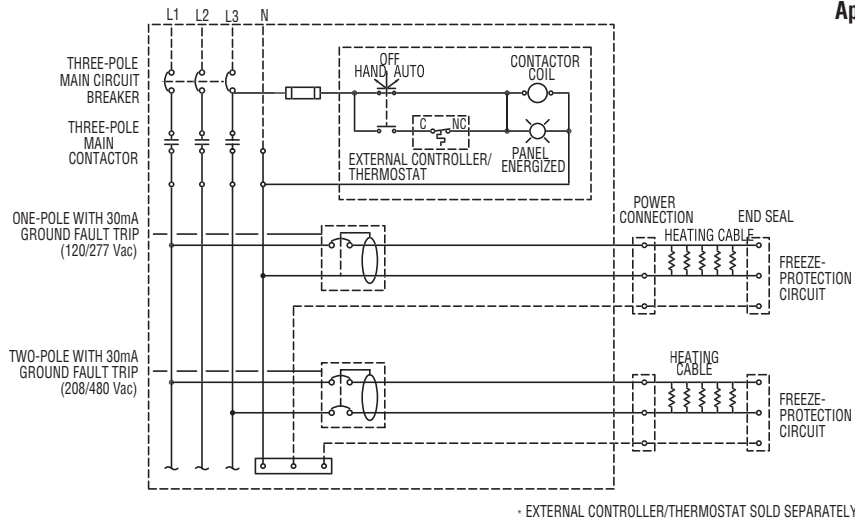 Ap
L1 L2 L3 N
THREE-POLE
MAIN CIRCUIT
BREAKER
THREE-POLE
MAIN
CONTACTOR
OFF
HAND AUTO
CONTACTOR
COIL
C NC
EXTERNAL CONTROLLER/
THERMOSTAT
PANEL
ENERGIZED
ONE-POLE WITH 30mA
GROUND FAULT TRIP
(120/277 Vac)
POWER
CONNECTION
END SEAL
HEATING CABLE
FREEZE-
PROTECTION
CIRCUIT
TWO-POLE WITH 30mA
GROUND FAULT TRIP
(208/480 Vac)
HEATING
CABLE
FREEZE-
PROTECTION
CIRCUIT
* EXTERNAL CONTROLLER/THERMOSTAT SOLD SEPARATELY